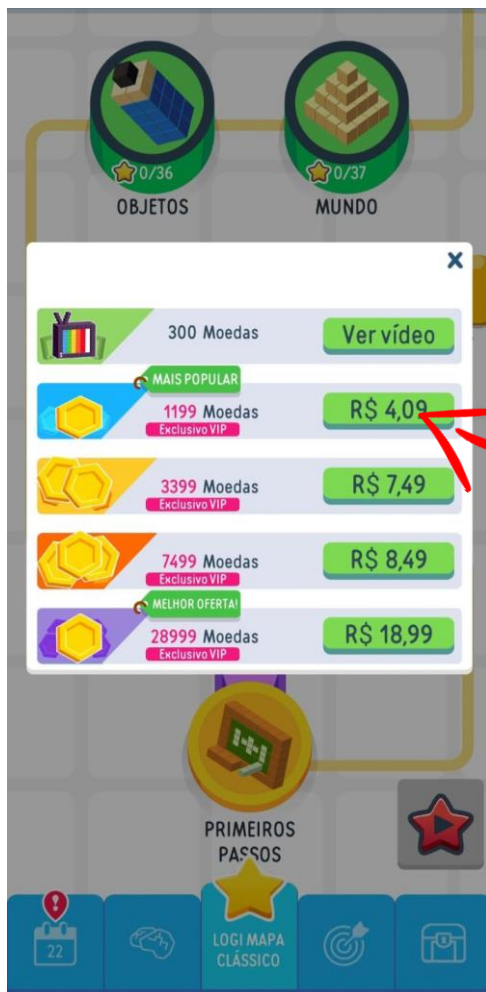 0/36
0/37
OBJETOS
MUNDO
X
300 Moedas
Ver vídeo
MAIS POPULAR
1199 Moedas
Exclusivo VIP
R$ 4,09
3399 Moedas
Exclusivo VIP
R$ 7,49
7499 Moedas
Exclusivo VIP
R$ 8,49
MELHOR OFERTA!
28999 Moedas
Exclusivo VIP
R$ 18,99
1+1
PRIMEIROS
PASSOS
!
22
LOGI MAPA
CLÁSSICO